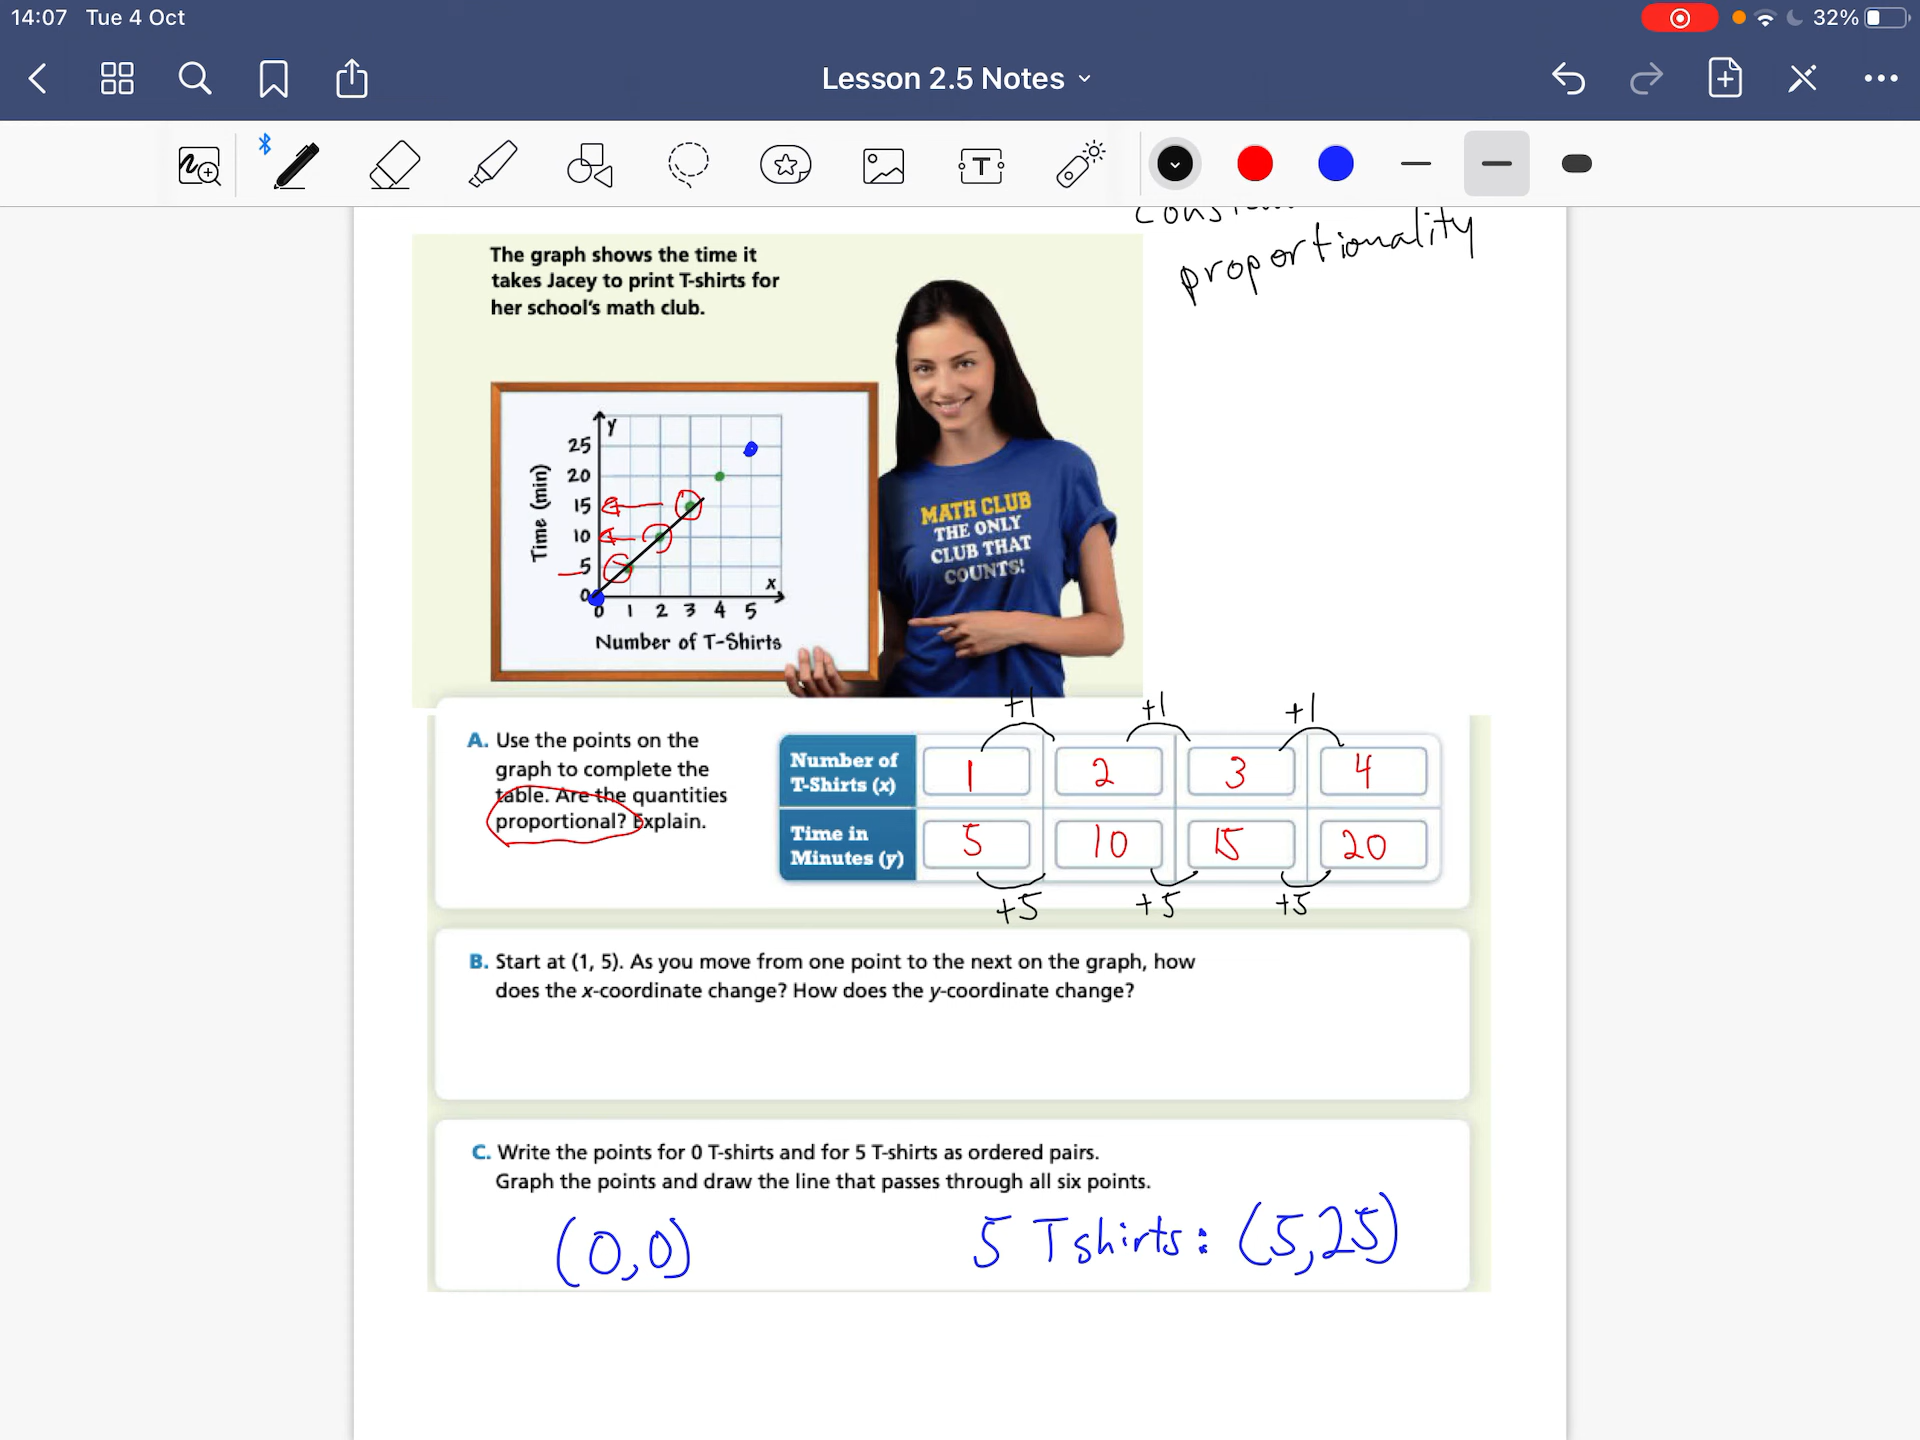 14:07 Tue 4 Oct
32%
Lesson 2.5 Notes
T
proportionality
The graph shows the time it
takes Jacey to print T-shirts for
her school's math club.
y
25
20
15
10
5
0
Time (min)
x
0 1 2 3 4 5
Number of T-Shirts
MATH CLUB
THE ONLY
CLUB THAT
COUNTS!
+1 +1 +1
A. Use the points on the
graph to complete the
table. Are the quantities
proportional? Explain.
Number of
T-Shirts (x)
1 2 3 4
Time in
Minutes (y)
5 10 15 20
+5 +5 +5
B. Start at (1, 5). As you move from one point to the next on the graph, how
does the x-coordinate change? How does the y-coordinate change?
C. Write the points for 0 T-shirts and for 5 T-shirts as ordered pairs.
Graph the points and draw the line that passes through all six points.
(0,0) 5 Tshirts: (5,25)